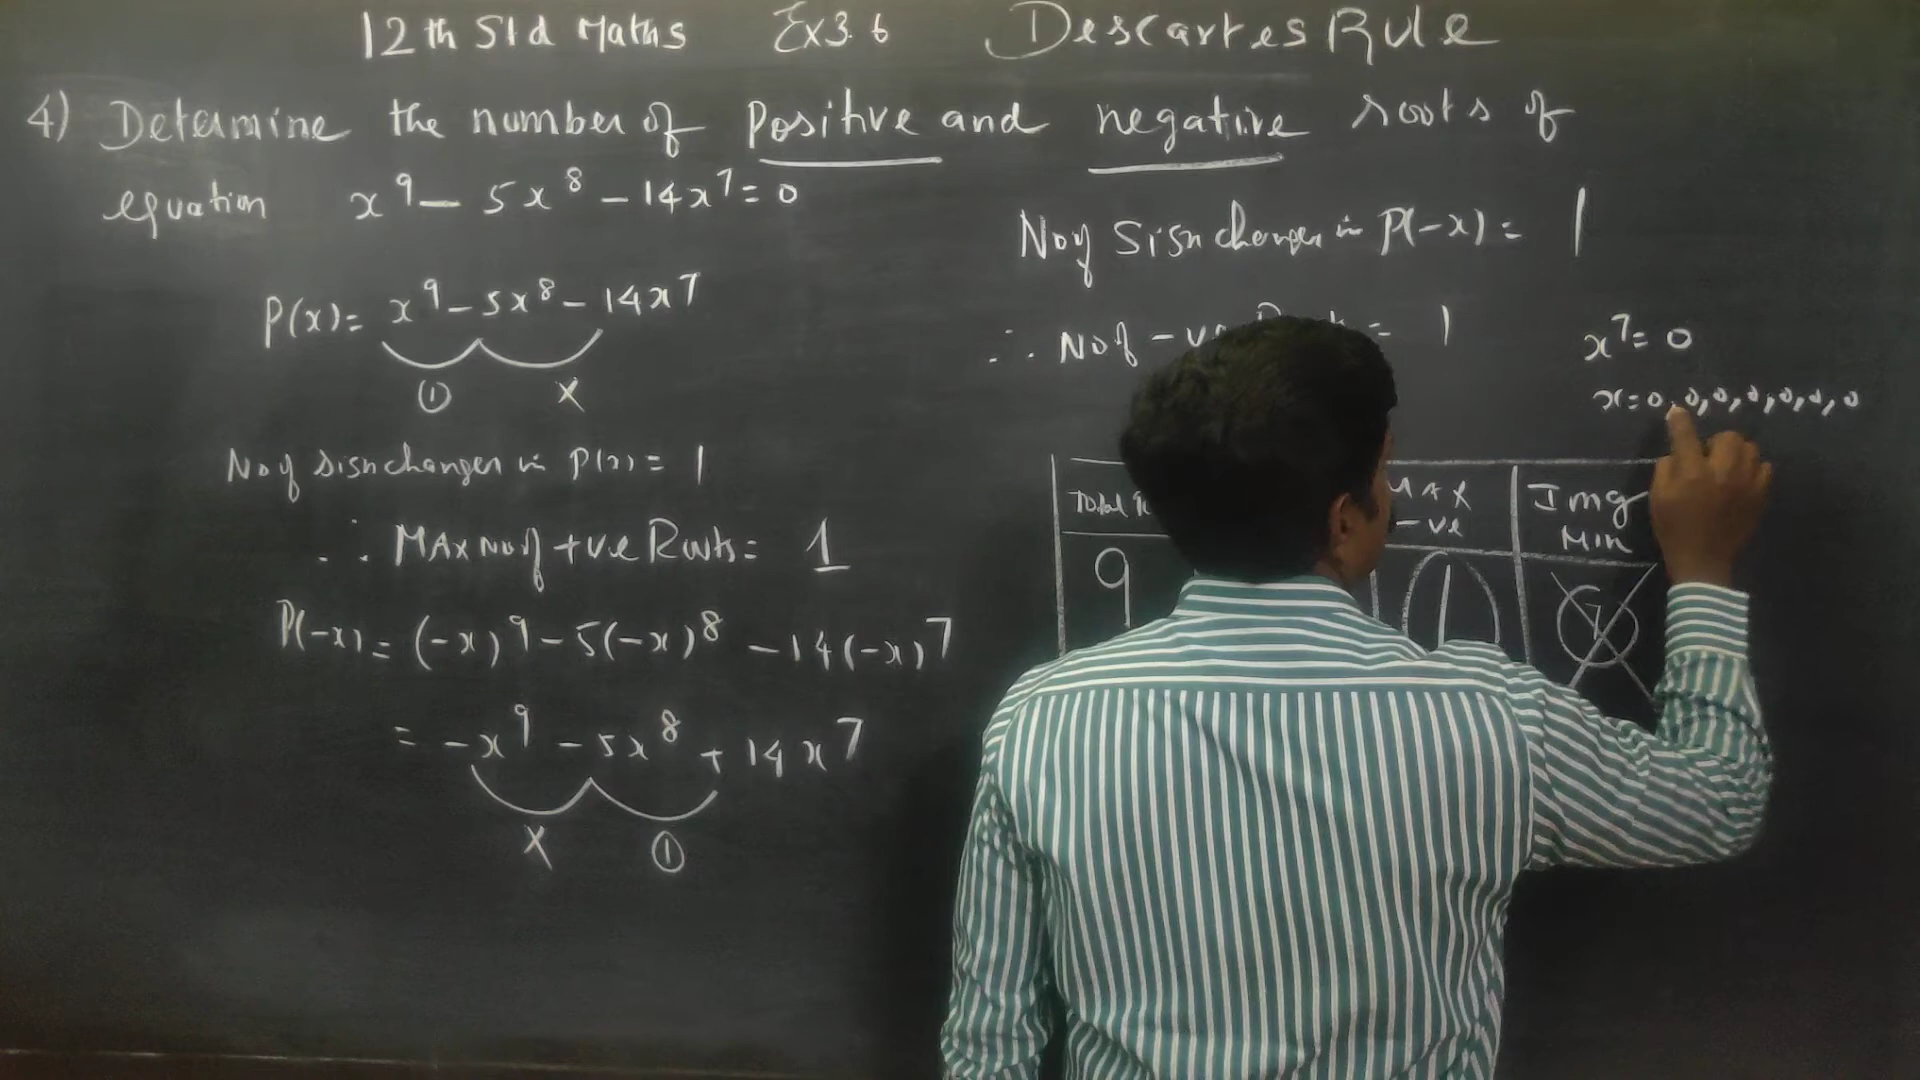 12th Std Maths Ex 3.6 Descartes Rule
4) Determine the number of positive and negative roots of
equation x⁹ - 5x⁸ - 14x⁷ = 0
P(x) = x⁹ - 5x⁸ - 14x⁷
① X
No of sign changes in P(x) = 1
∴ MAx No of +ve Roots = 1
P(-x) = (-x)⁹ - 5(-x)⁸ - 14(-x)⁷
= -x⁹ - 5x⁸ + 14x⁷
X ①
No of Sign changes in P(-x) = 1
∴ No of -ve = 1
x⁷ = 0
x = 0, 0, 0, 0, 0, 0, 0
Total MAX -ve Img Min
9 1